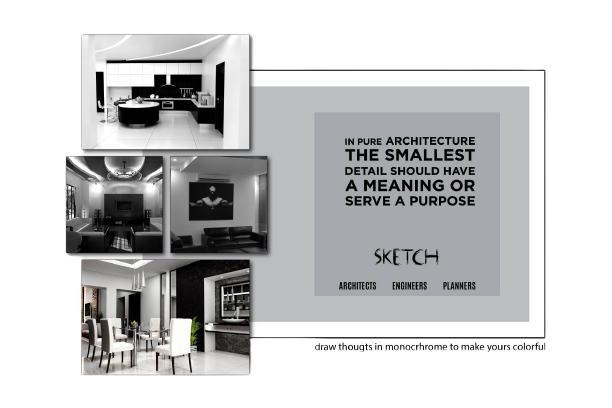 IN PURE ARCHITECTURE
THE SMALLEST
DETAIL SHOULD HAVE
A MEANING OR
SERVE A PURPOSE
SKETCH
ARCHITECTS ENGINEERS PLANNERS
draw thougts in monocrhrome to make yours colorful